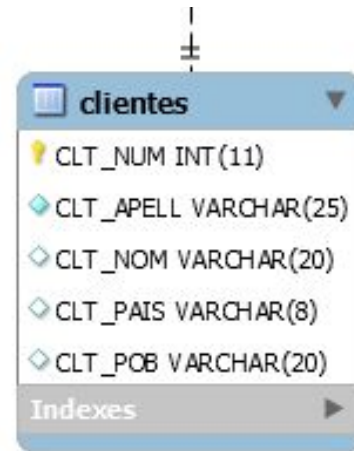 clientes
CLT_NUM INT(11)
CLT_APELL VARCHAR(25)
CLT_NOM VARCHAR(20)
CLT_PAIS VARCHAR(8)
CLT_POB VARCHAR(20)
Indexes